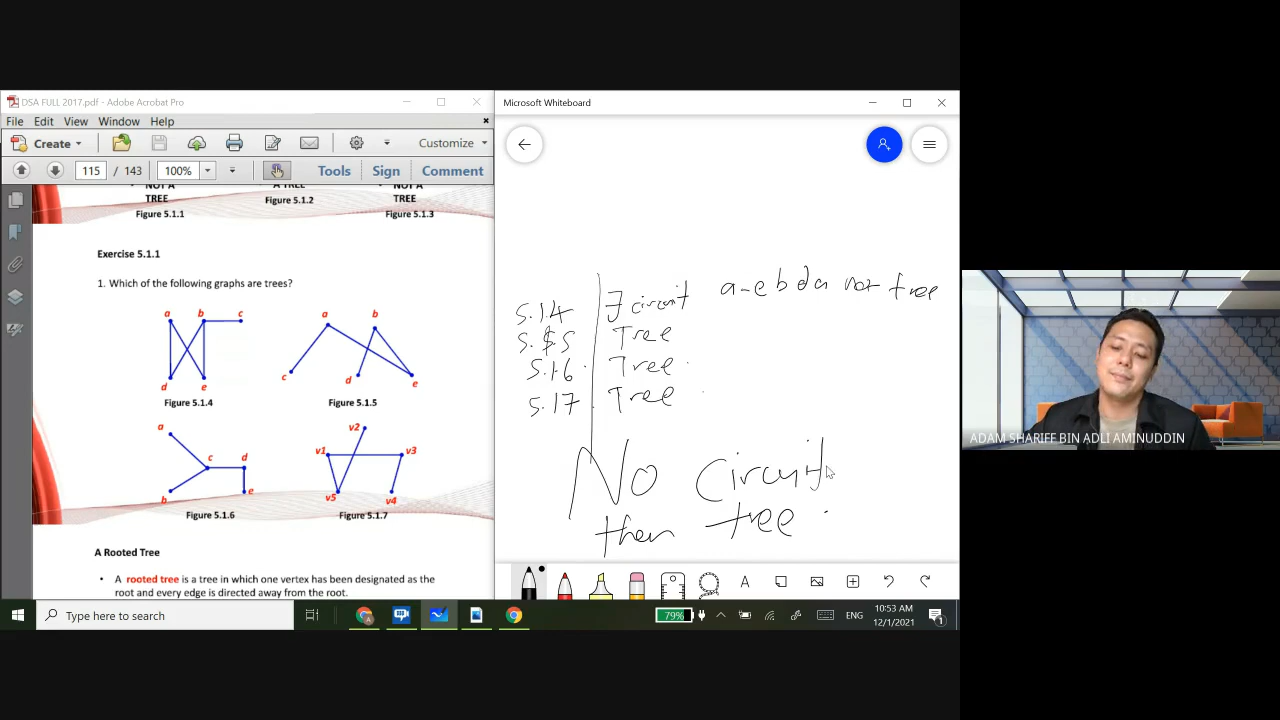 DSA FULL 2017.pdf - Adobe Acrobat Pro
File Edit View Window Help
Create
Customize
115 / 143 100%
Tools Sign Comment
NOT A
TREE
Figure 5.1.1
A TREE
Figure 5.1.2
NOT A
TREE
Figure 5.1.3
Exercise 5.1.1
1. Which of the following graphs are trees?
a b c
d e
Figure 5.1.4
a b
c d e
Figure 5.1.5
a
c d
b e
Figure 5.1.6
v2
v1 v3
v5 v4
Figure 5.1.7
A Rooted Tree
• A rooted tree is a tree in which one vertex has been designated as the
root and every edge is directed away from the root.
Microsoft Whiteboard
5.1.4 circuit a-e b d a not tree
Tree
5.16 Tree
5.17 Tree
No circuit
then tree
ADAM SHARIFF BIN ADLI AMINUDDIN
Type here to search
79%
ENG
10:53 AM
12/1/2021
1